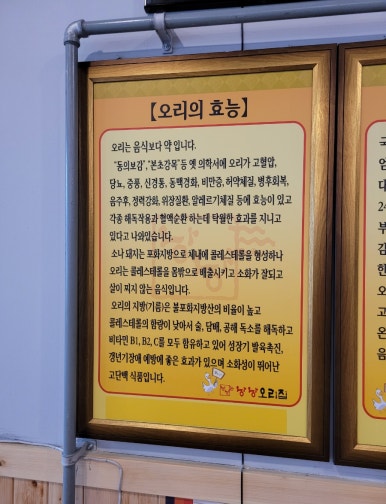 【오리의 효능】
오리는 음식보다 약 입니다.
"동의보감", "본초강목"등 옛 의학서에 오리가 고혈압,
당뇨, 중풍, 신경통, 동맥경화, 비만증, 허약체질, 병후회복,
음주후, 정력강화, 위장질환, 알레르기체질 등에 효능이 있고
각종 해독작용과 혈액순환 하는데 탁월한 효과를 지니고
있다고 나와있습니다.
소나 돼지는 포화지방으로 체내에 콜레스테롤을 형성하나
오리는 콜레스테롤을 몸밖으로 배출시키고 소화가 잘되고
살이 찌지 않는 음식입니다.
오리의 지방(기름)은 불포화지방산의 비율이 높고
콜레스테롤의 함량이 낮아서 술, 담배, 공해 독소를 해독하고
비타민 B1, B2, C를 모두 함유하고 있어 성장기 발육촉진,
갱년기장애 예방에 좋은 효과가 있으며 소화성이 뛰어난
고단백 식품입니다.
오리집